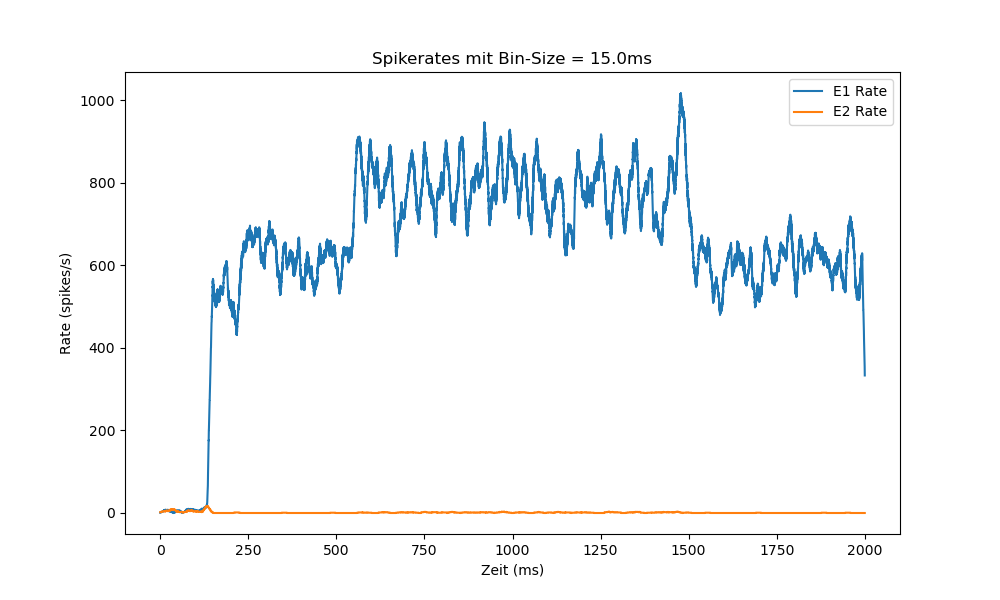 Spikerates mit Bin-Size = 15.0ms
E1 Rate
E2 Rate
Rate (spikes/s)
1000
800
600
400
200
0
0 250 500 750 1000 1250 1500 1750 2000
Zeit (ms)